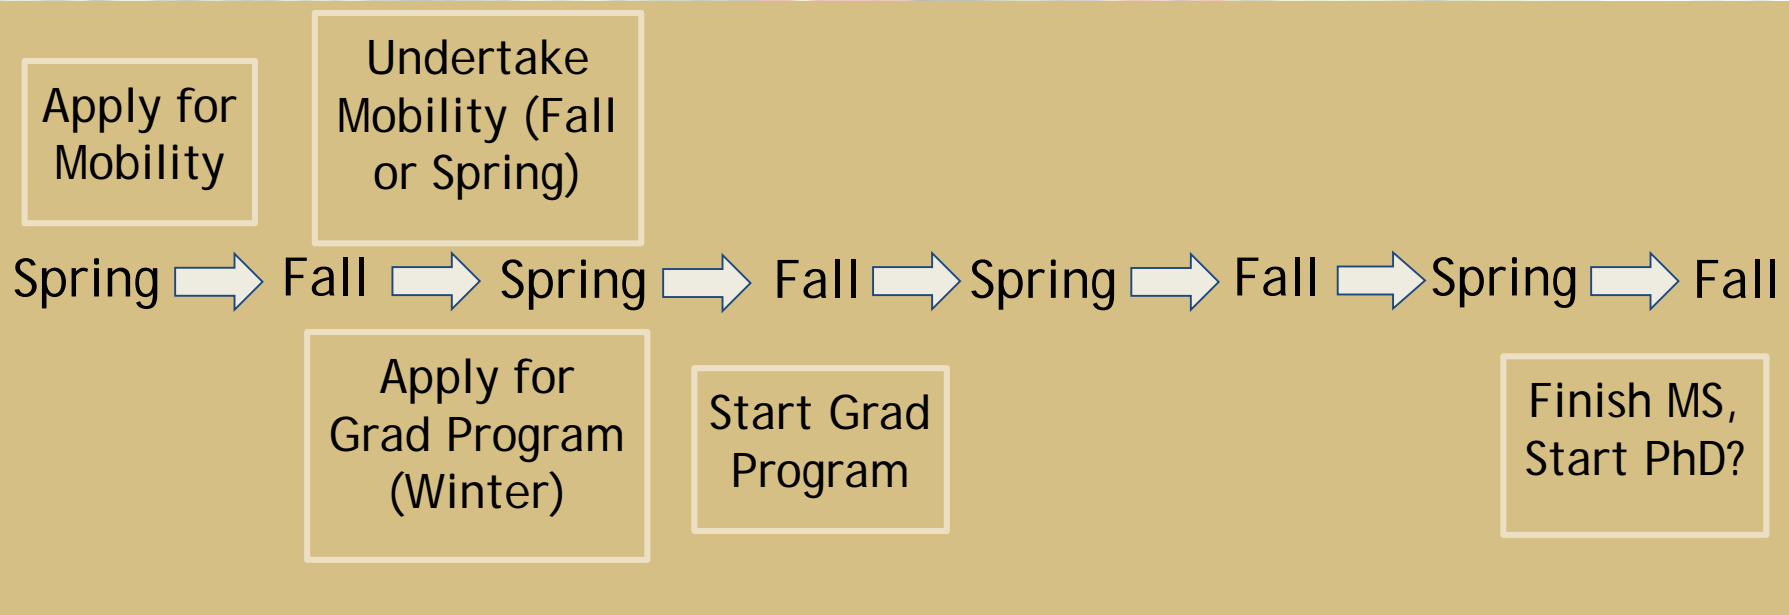 Apply for
Mobility
Undertake
Mobility (Fall
or Spring)
Spring Fall Spring Fall Spring Fall Spring Fall
Apply for
Grad Program
(Winter)
Start Grad
Program
Finish MS,
Start PhD?